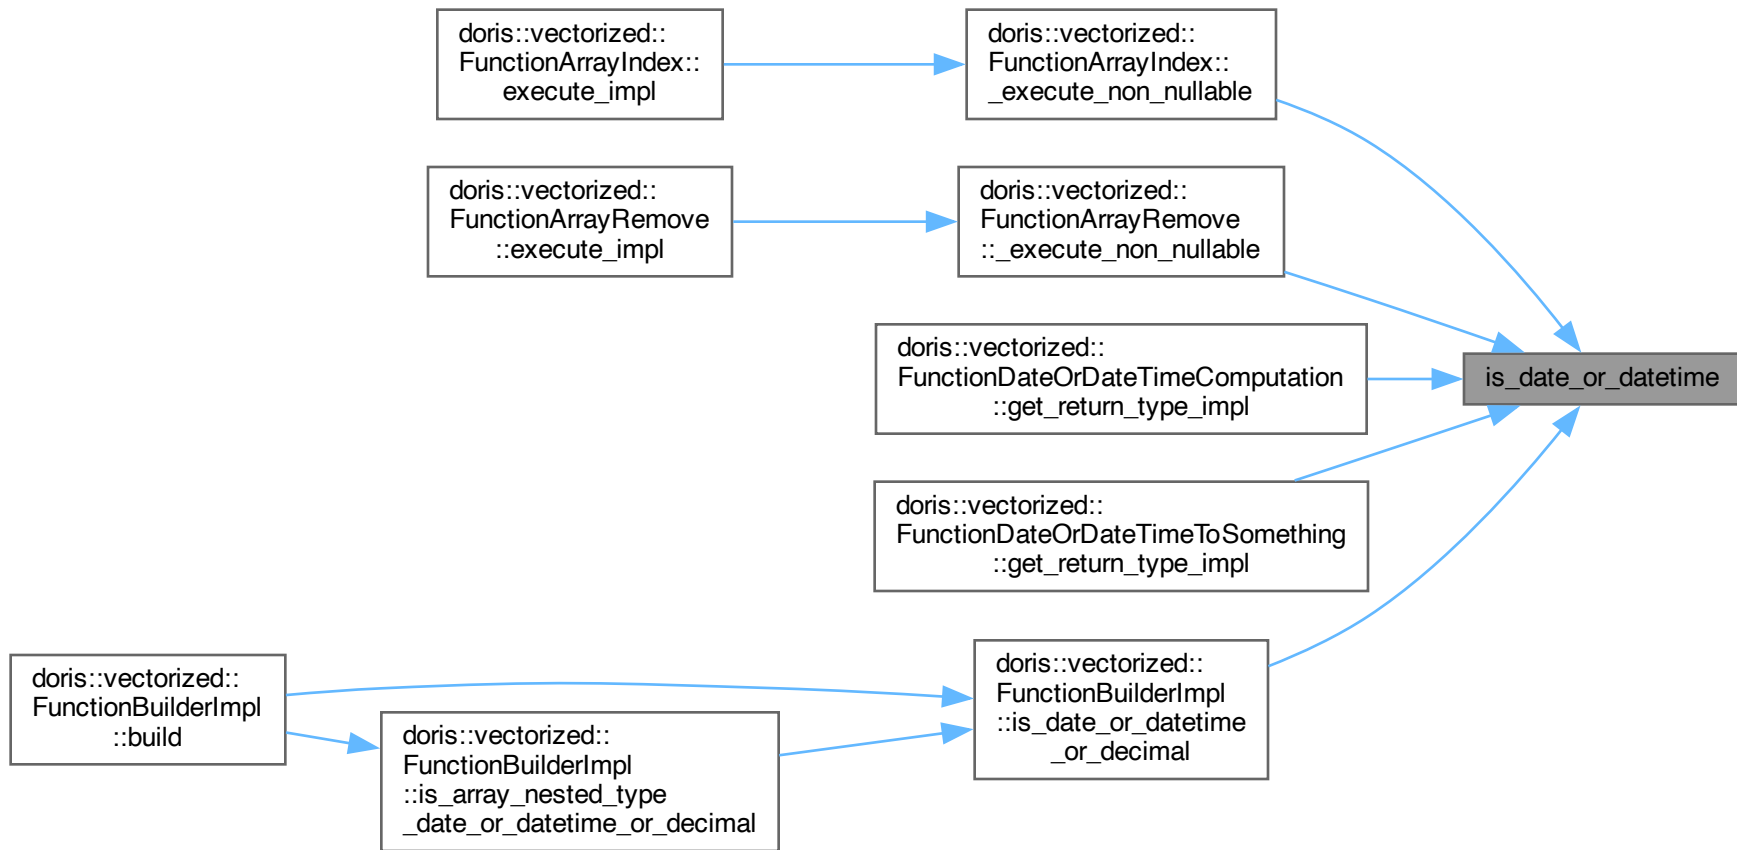 doris::vectorized::
FunctionArrayIndex::
execute_impl
doris::vectorized::
FunctionArrayIndex::
_execute_non_nullable
doris::vectorized::
FunctionArrayRemove
::execute_impl
doris::vectorized::
FunctionArrayRemove
::_execute_non_nullable
doris::vectorized::
FunctionDateOrDateTimeComputation
::get_return_type_impl
is_date_or_datetime
doris::vectorized::
FunctionDateOrDateTimeToSomething
::get_return_type_impl
doris::vectorized::
FunctionBuilderImpl
::build
doris::vectorized::
FunctionBuilderImpl
::is_array_nested_type
_date_or_datetime_or_decimal
doris::vectorized::
FunctionBuilderImpl
::is_date_or_datetime
_or_decimal